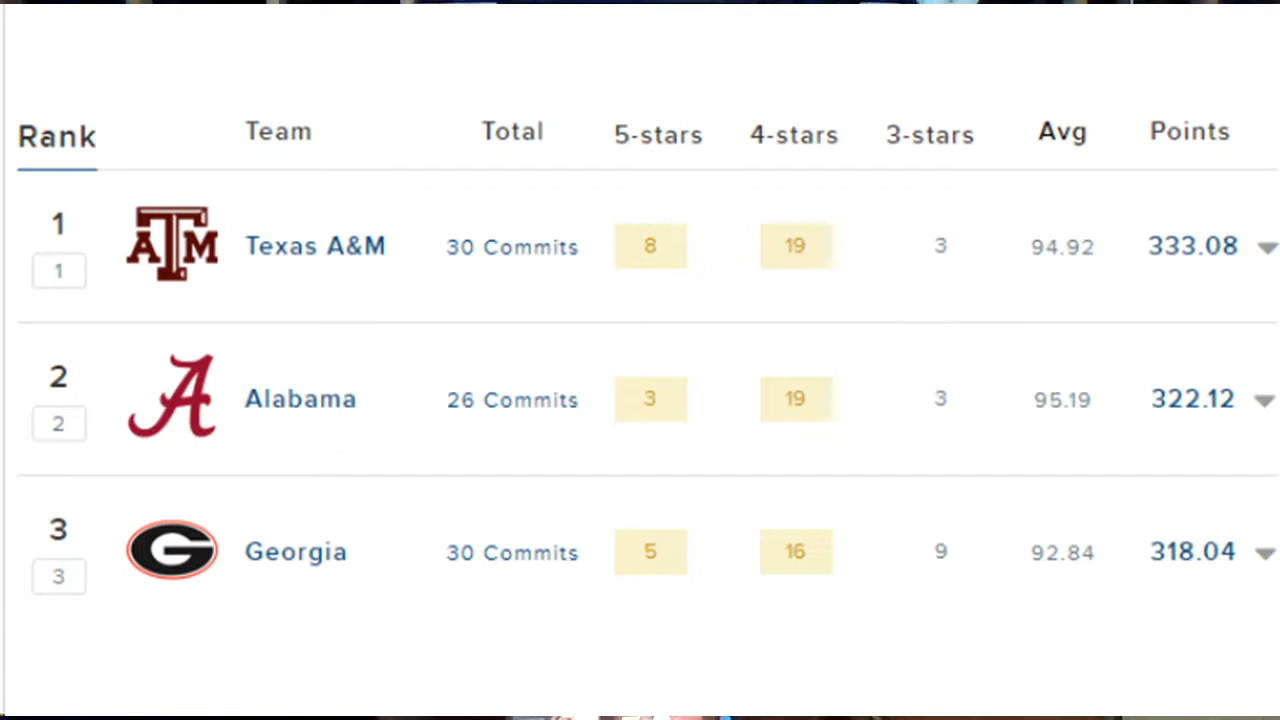 Rank Team Total 5-stars 4-stars 3-stars Avg Points
1 ATM Texas A&M 30 Commits 8 19 3 94.92 333.08
1
2 A Alabama 26 Commits 3 19 3 95.19 322.12
2
3 G Georgia 30 Commits 5 16 9 92.84 318.04
3